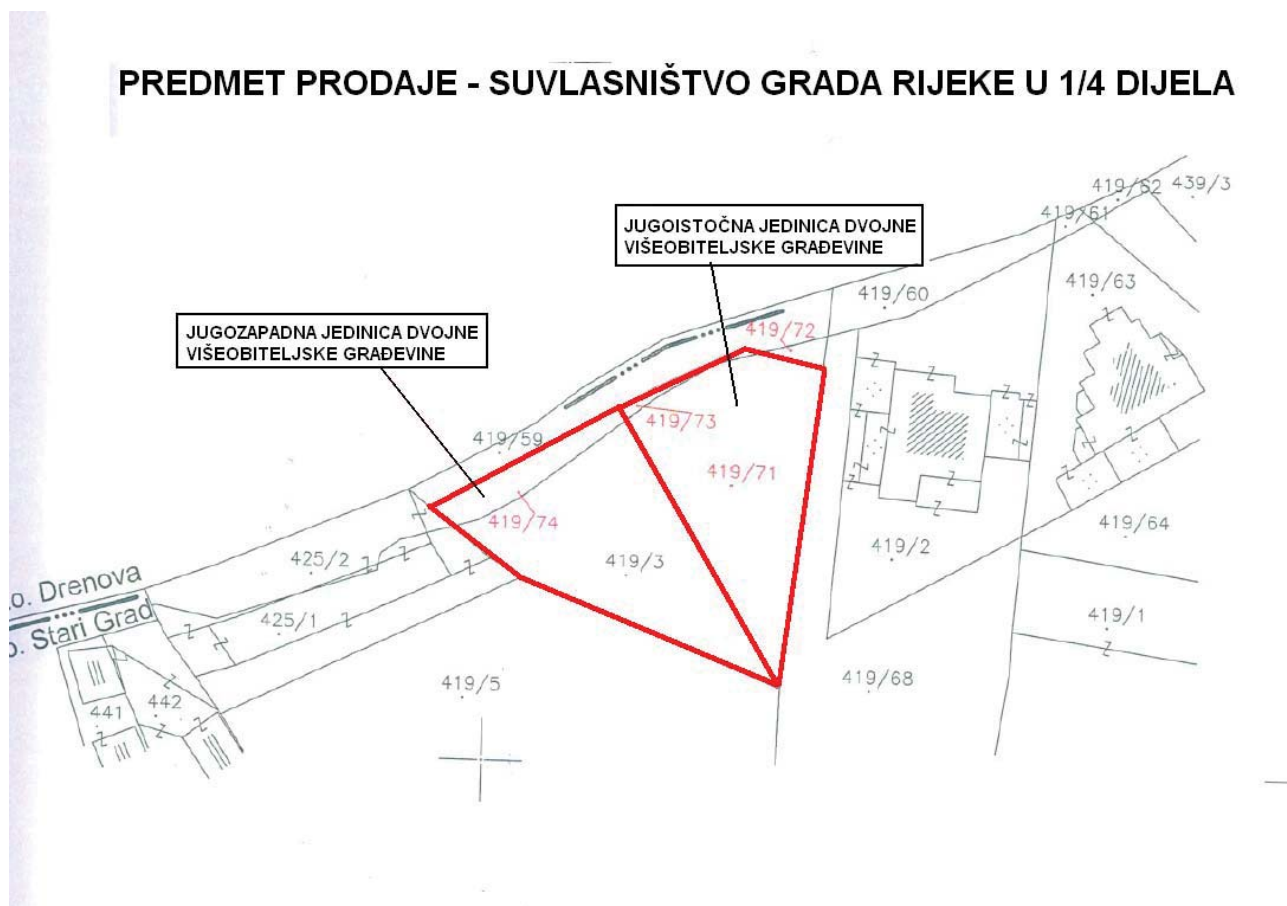 PREDMET PRODAJE - SUVLASNIŠTVO GRADA RIJEKE U 1/4 DIJELA
419/62
439/3
419/61
JUGOISTOČNA JEDINICA DVOJNE
VIŠEOBITELJSKE GRAĐEVINE
419/63
419/60
JUGOZAPADNA JEDINICA DVOJNE
VIŠEOBITELJSKE GRAĐEVINE
419/72
419/73
419/59
419/71
419/74
419/64
419/2
425/2
419/3
o. Drenova
o. Stari Grad
425/1
419/1
419/5
419/68
441
442